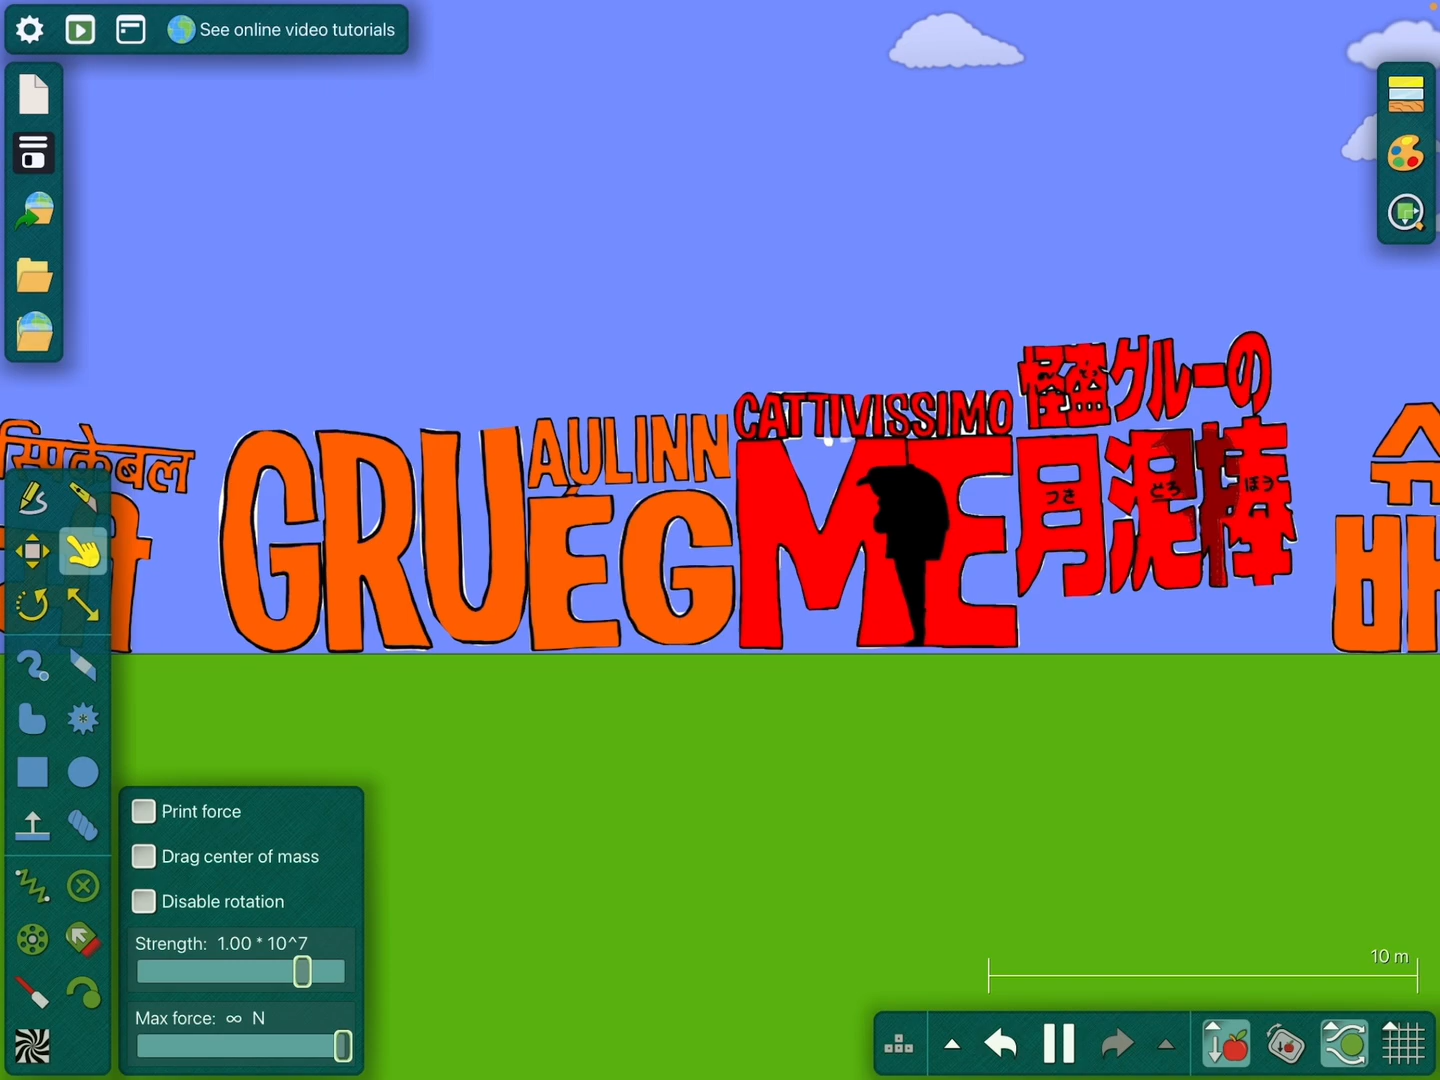 See online video tutorials
स्पिकेबल
GRU
AULINN
ÉG
CATTIVISSIMO
ME
怪盗グルーの
月泥棒
つき どろ ぼう
슈
배
Print force
Drag center of mass
Disable rotation
Strength: 1.00 * 10^7
Max force: ∞ N
10 m